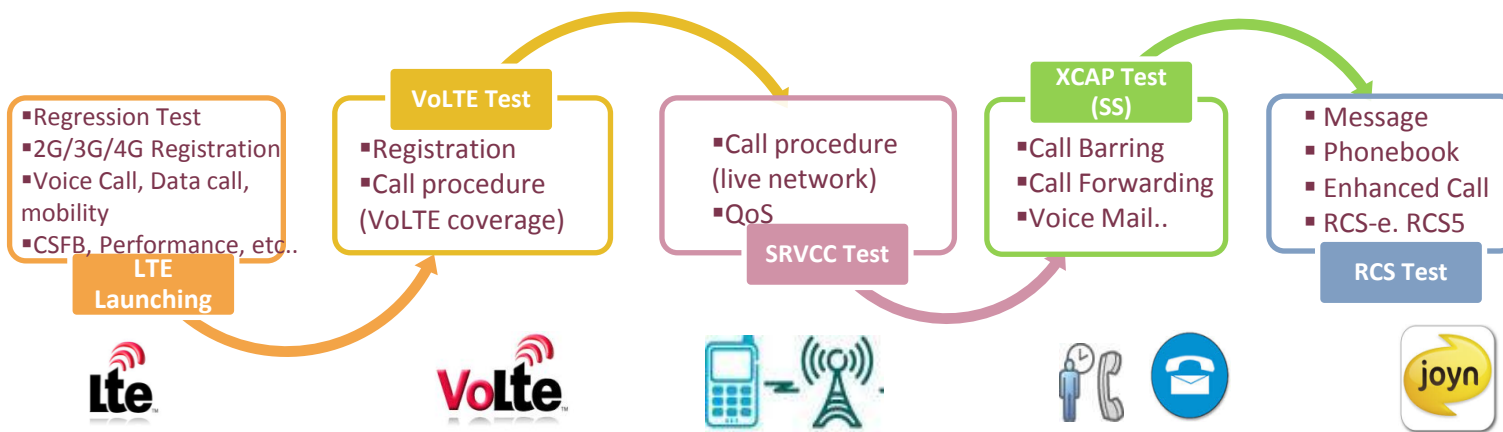 ▪Regression Test
▪2G/3G/4G Registration
▪Voice Call, Data call,
mobility
▪CSFB, Performance, etc..
LTE
Launching
VoLTE Test
▪Registration
▪Call procedure
(VoLTE coverage)
▪Call procedure
(live network)
▪QoS
SRVCC Test
XCAP Test
(SS)
▪Call Barring
▪Call Forwarding
▪Voice Mail..
▪ Message
▪ Phonebook
▪ Enhanced Call
▪ RCS-e. RCS5
RCS Test
Lte™
VoLte™
joyn